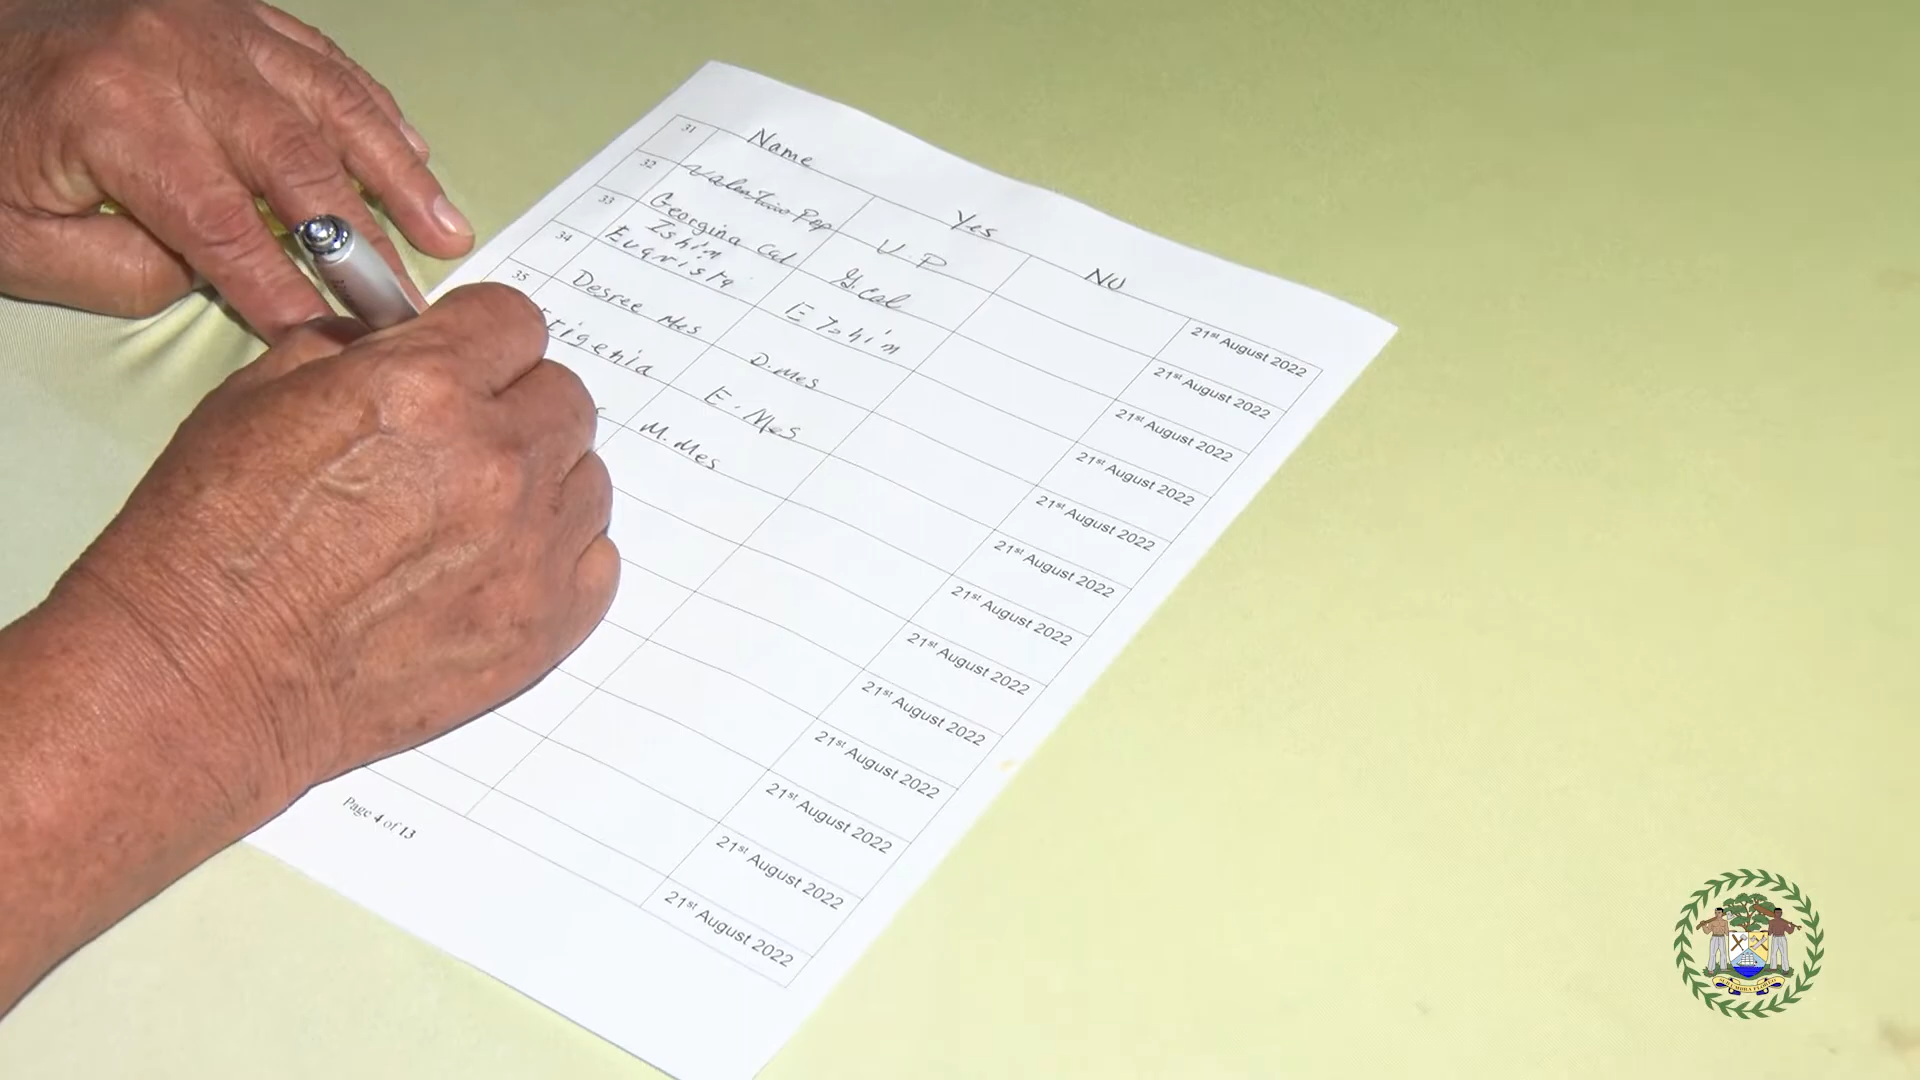 31 Name Yes NO 21st August 2022
32 Valentino Pop V.P 21st August 2022
33 Georgina Cal G.Cal 21st August 2022
34 Ishim
Evarista E Ishim 21st August 2022
35 Desree Mes D.Mes 21st August 2022
E.Mes 21st August 2022
M.Mes 21st August 2022
21st August 2022
21st August 2022
21st August 2022
21st August 2022
21st August 2022
21st August 2022
Page 4 of 13